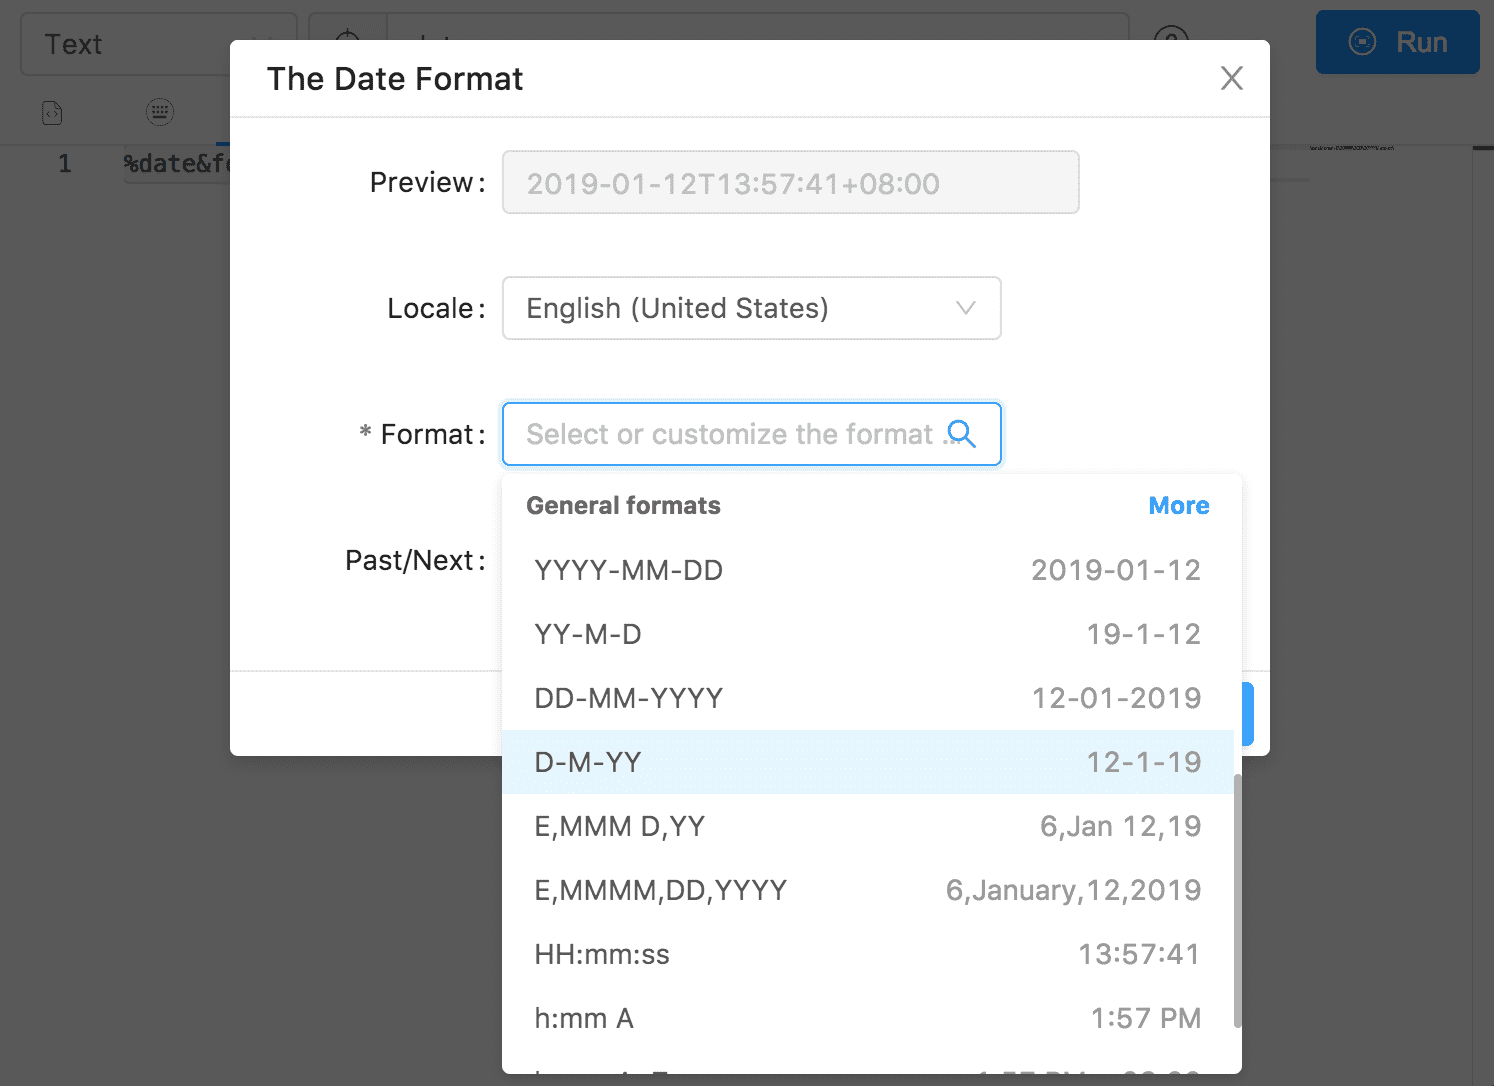 Text
Run
The Date Format
1
%date&fe
Preview:
2019-01-12T13:57:41+08:00
Locale:
English (United States)
* Format:
Select or customize the format ...
General formats
More
Past/Next:
YYYY-MM-DD
2019-01-12
YY-M-D
19-1-12
DD-MM-YYYY
12-01-2019
D-M-YY
12-1-19
E,MMM D,YY
6,Jan 12,19
E,MMMM,DD,YYYY
6,January,12,2019
HH:mm:ss
13:57:41
h:mm A
1:57 PM